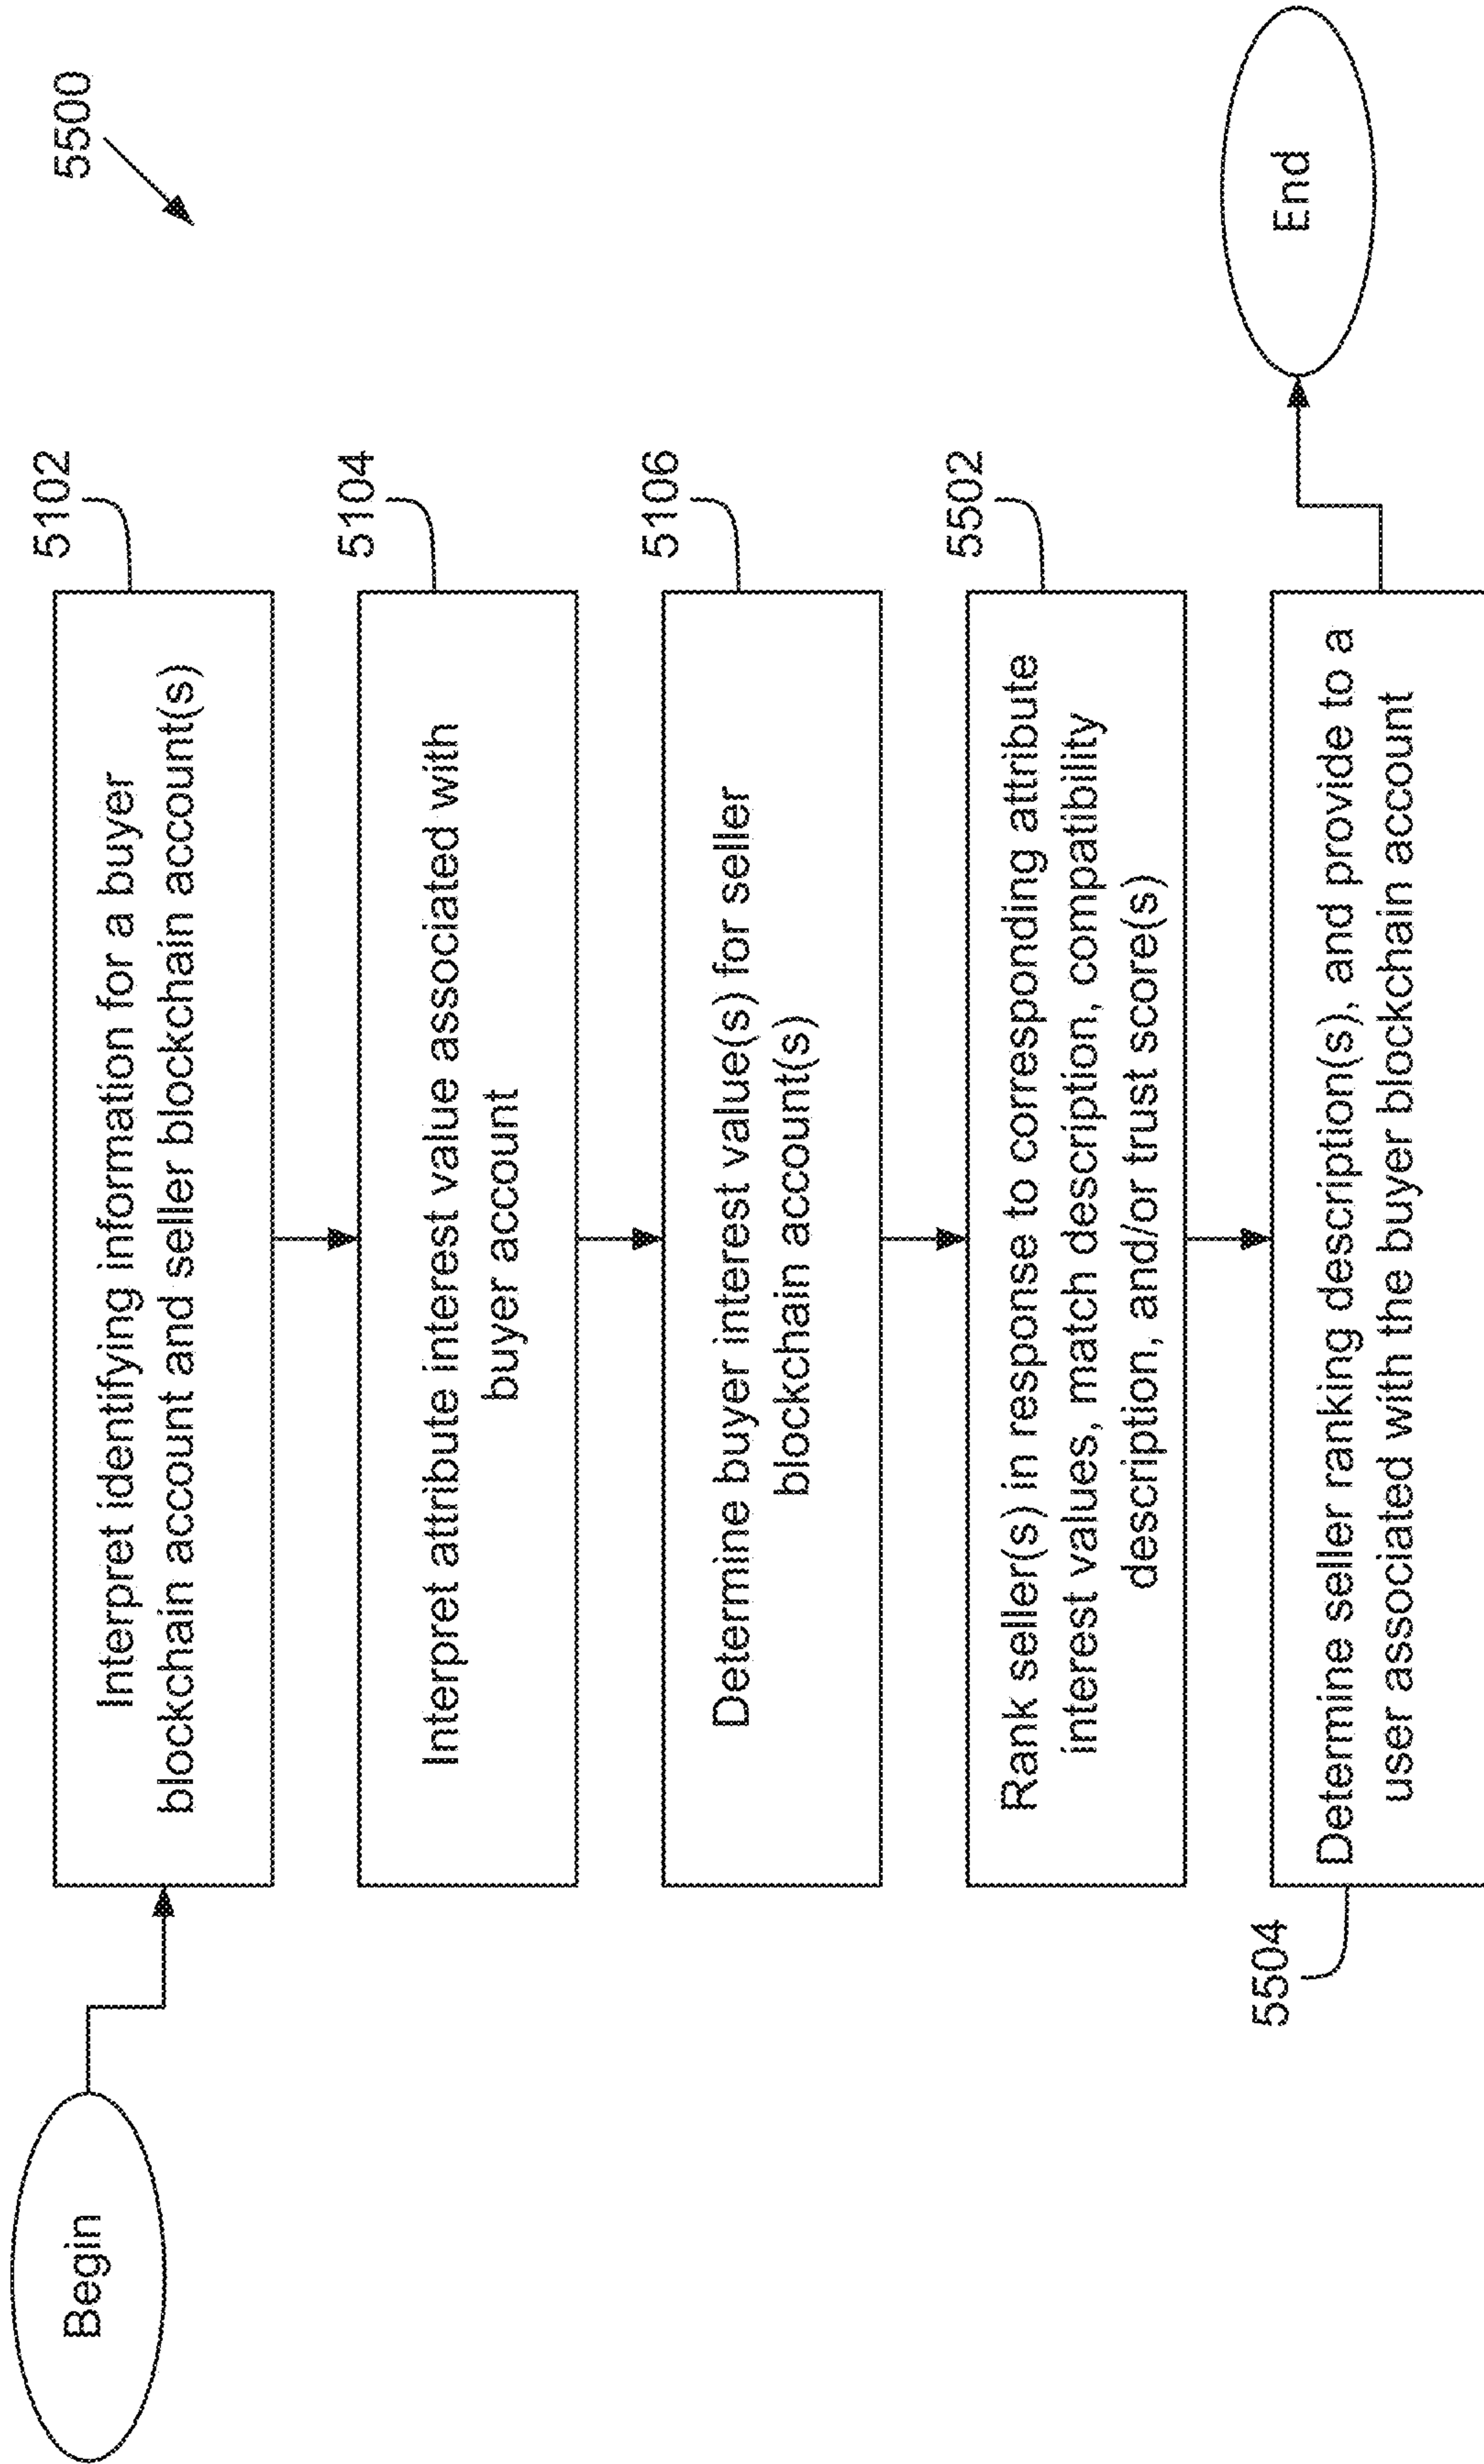 5500
Begin
5102
Interpret identifying information for a buyer
blockchain account and seller blockchain account(s)
5104
Interpret attribute interest value associated with
buyer account
5106
Determine buyer interest value(s) for seller
blockchain account(s)
5502
Rank seller(s) in response to corresponding attribute
interest values, match description, compatibility
description, and/or trust score(s)
5504
Determine seller ranking description(s), and provide to a
user associated with the buyer blockchain account
End